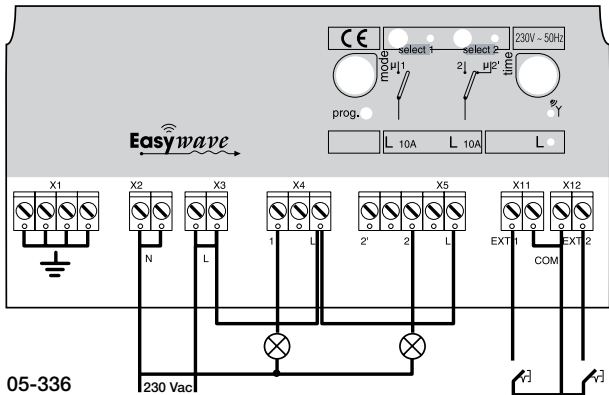 CE
select 1 select 2
230V ~ 50Hz
mode
µ 1
2 µ 2'
time
prog.
Y
Easywave
L 10A L 10A
L
X1 X2 X3 X4 X5 X11 X12
N
L
1 L
2' 2 L
EXT 1 EXT 2
COM
05-336
230 Vac